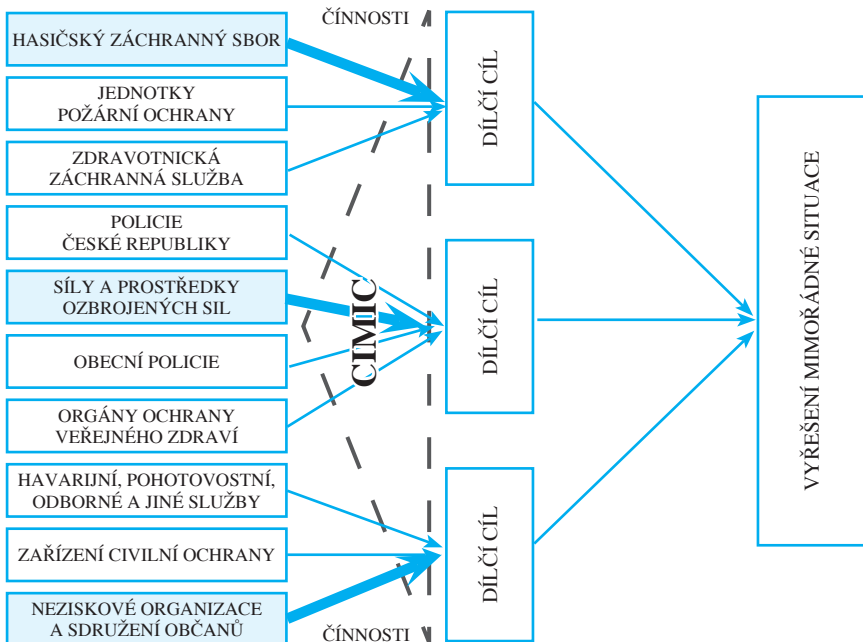 ČÍNNOSTI
HASIČSKÝ ZÁCHRANNÝ SBOR
JEDNOTKY
POŽÁRNÍ OCHRANY
ZDRAVOTNICKÁ
ZÁCHRANNÁ SLUŽBA
POLICIE
ČESKÉ REPUBLIKY
SÍLY A PROSTŘEDKY
OZBROJENÝCH SIL
OBECNÍ POLICIE
ORGÁNY OCHRANY
VEŘEJNÉHO ZDRAVÍ
HAVARIJNÍ, POHOTOVOSTNÍ,
ODBORNÉ A JINÉ SLUŽBY
ZAŘÍZENÍ CIVILNÍ OCHRANY
NEZISKOVÉ ORGANIZACE
A SDRUŽENÍ OBČANŮ
ČÍNNOSTI
CIMIC
DÍLČÍ CÍL
DÍLČÍ CÍL
DÍLČÍ CÍL
VYŘEŠENÍ MIMOŘÁDNÉ SITUACE